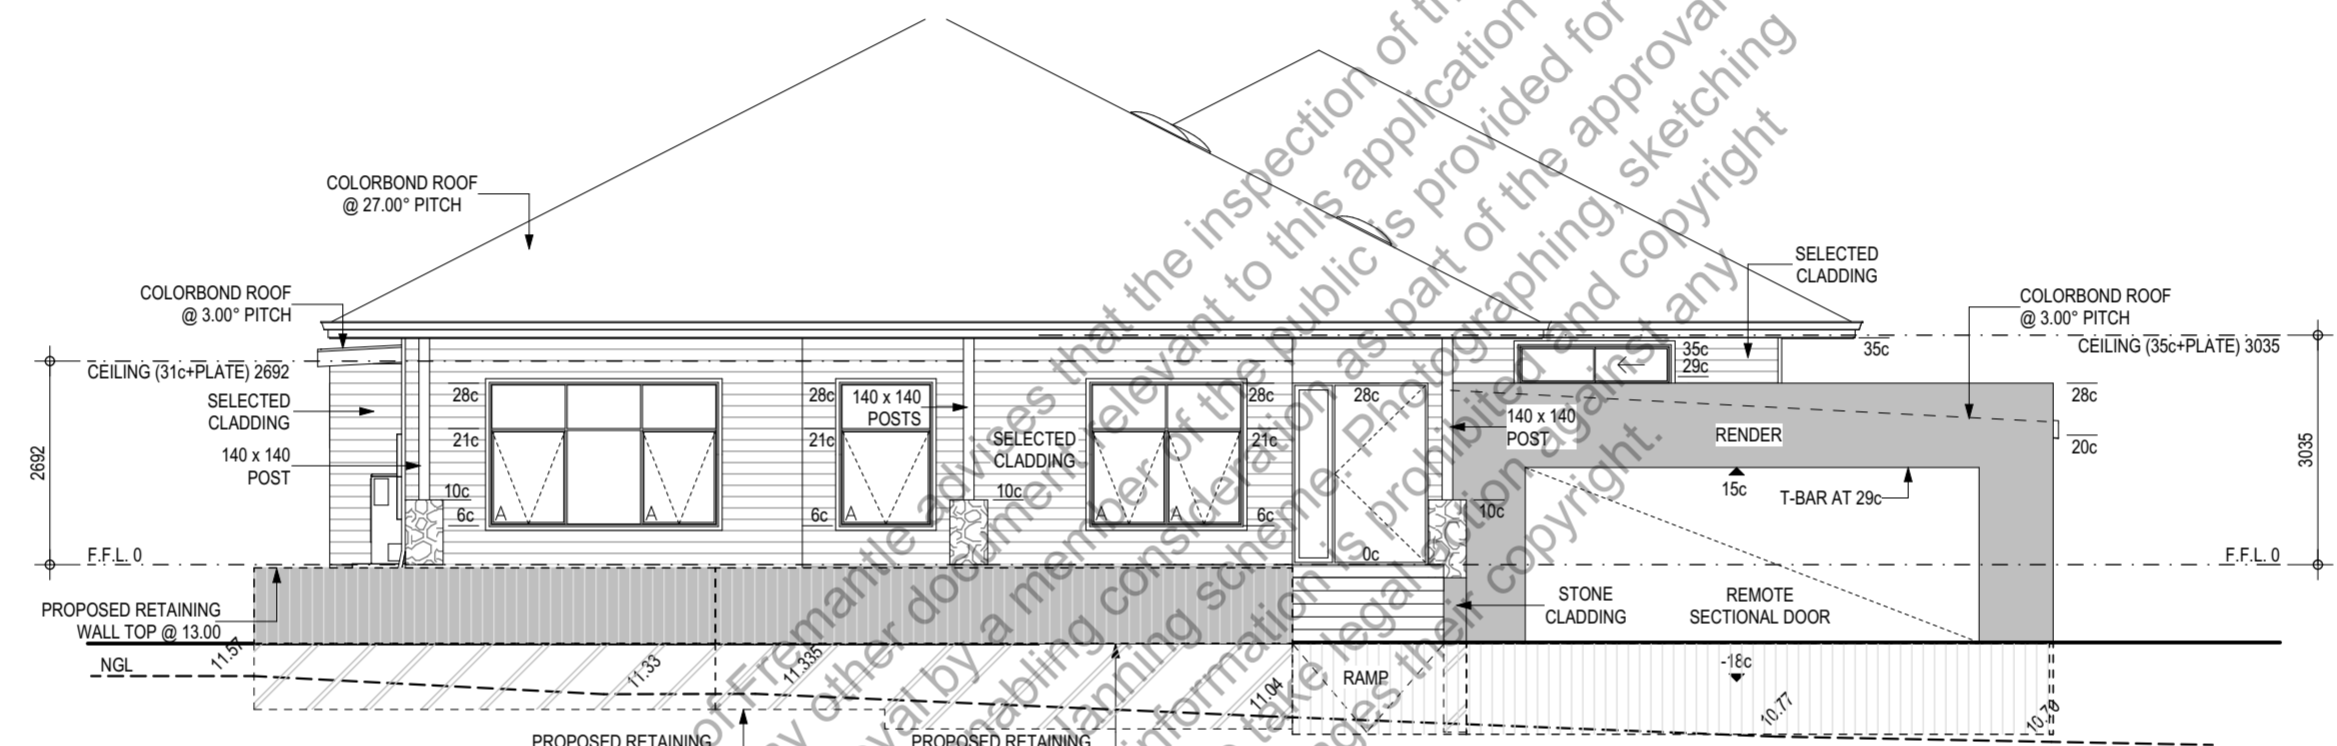 of Fremantle advises that the inspection of th
any other document relevant to this application
val by a member of the public is provided for
enabling consideration as part of the approva
planning scheme. Photographing, sketching
information is prohibited and copyright
take legal action against any
their copyright.
COLORBOND ROOF
@ 27.00° PITCH
COLORBOND ROOF
@ 3.00° PITCH
SELECTED
CLADDING
COLORBOND ROOF
@ 3.00° PITCH
CEILING (31c+PLATE) 2692
CEILING (35c+PLATE) 3035
35c
29c
35c
SELECTED
CLADDING
140 x 140
POST
2692
3035
28c
21c
10c
6c
A
A
28c
21c
6c
A
140 x 140
POSTS
SELECTED
CLADDING
10c
28c
21c
6c
A
A
28c
0c
140 x 140
POST
10c
RENDER
28c
20c
15c
T-BAR AT 29c
F.F.L. 0
F.F.L. 0
STONE
CLADDING
REMOTE
SECTIONAL DOOR
PROPOSED RETAINING
WALL TOP @ 13.00
NGL
11.57
11.33
11.335
11.04
RAMP
-18c
10.77
PROPOSED RETAINING
PROPOSED RETAINING